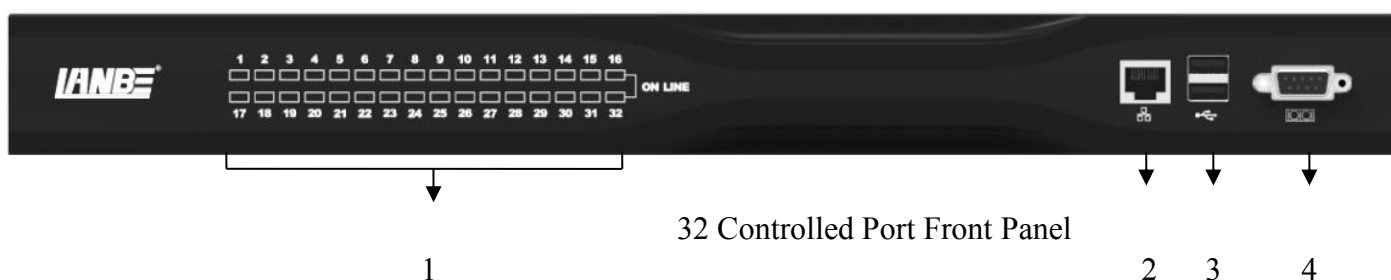 LANBE®
1 2 3 4 5 6 7 8 9 10 11 12 13 14 15 16
ON LINE
17 18 19 20 21 22 23 24 25 26 27 28 29 30 31 32
32 Controlled Port Front Panel
1 2 3 4